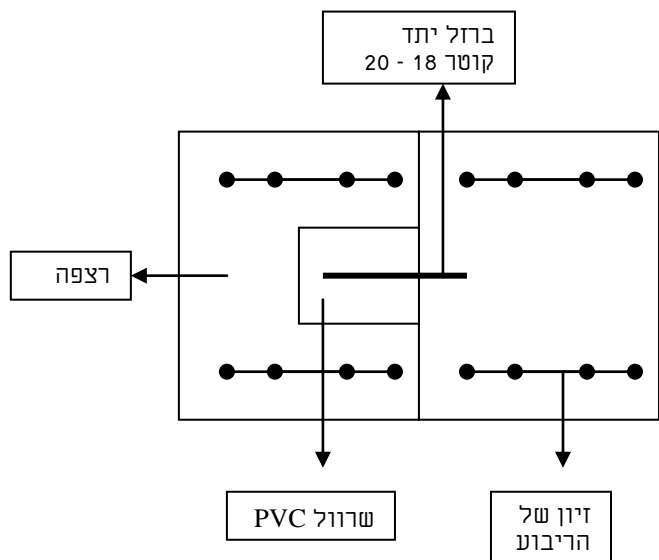 ברזל יתד
קוטר 18 - 20
רצפה
שרוול PVC
זיון של
הריבוע